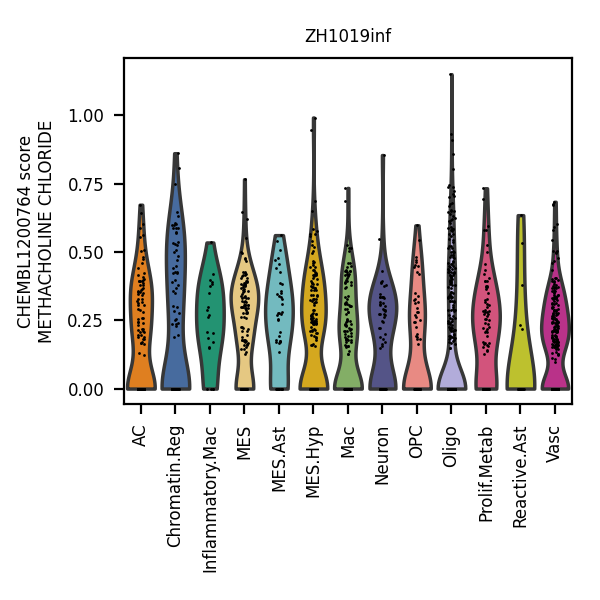 ZH1019inf
CHEMBL1200764 score
METHACHOLINE CHLORIDE
1.00
0.75
0.50
0.25
0.00
AC
Chromatin.Reg
Inflammatory.Mac
MES
MES.Ast
MES.Hyp
Mac
Neuron
OPC
Oligo
Prolif.Metab
Reactive.Ast
Vasc